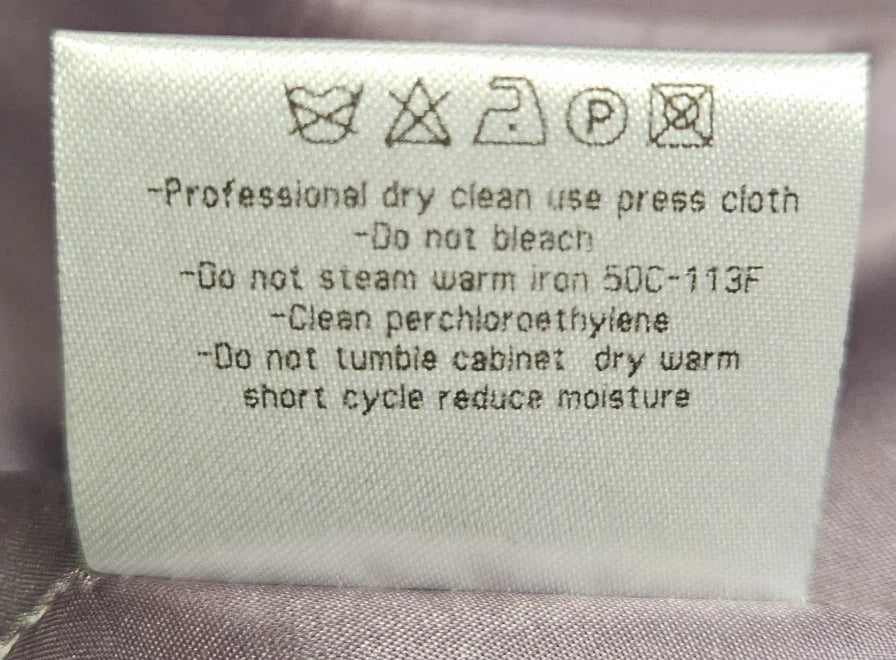 P
-Professional dry clean use press cloth
-Do not bleach
-Do not steam warm iron 50C-113F
-Clean perchloroethylene
-Do not tumble cabinet dry warm
short cycle reduce moisture